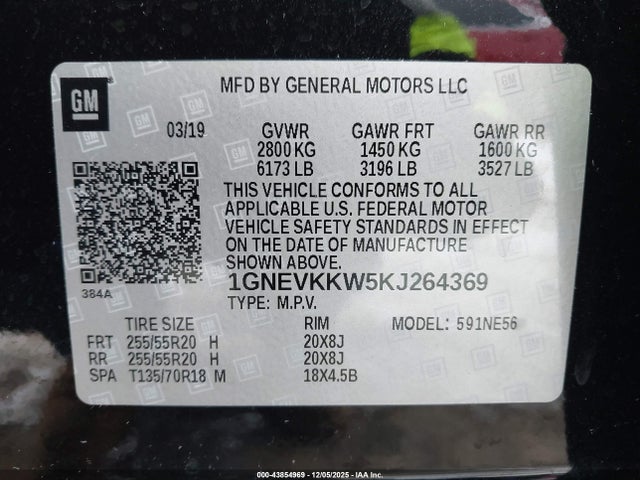 GM
MFD BY GENERAL MOTORS LLC
03/19 GVWR GAWR FRT GAWR RR
2800 KG 1450 KG 1600 KG
6173 LB 3196 LB 3527 LB
THIS VEHICLE CONFORMS TO ALL
APPLICABLE U.S. FEDERAL MOTOR
VEHICLE SAFETY STANDARDS IN EFFECT
ON THE DATE OF MANUFACTURE
SHOWN ABOVE.
384A
1GNEVKKW5KJ264369
TYPE: M.P.V.
TIRE SIZE RIM MODEL: 591NE56
FRT 255/55R20 H 20X8J
RR 255/55R20 H 20X8J
SPA T135/70R18 M 18X4.5B
000-43854969 12/05/2025 - IAA Inc.